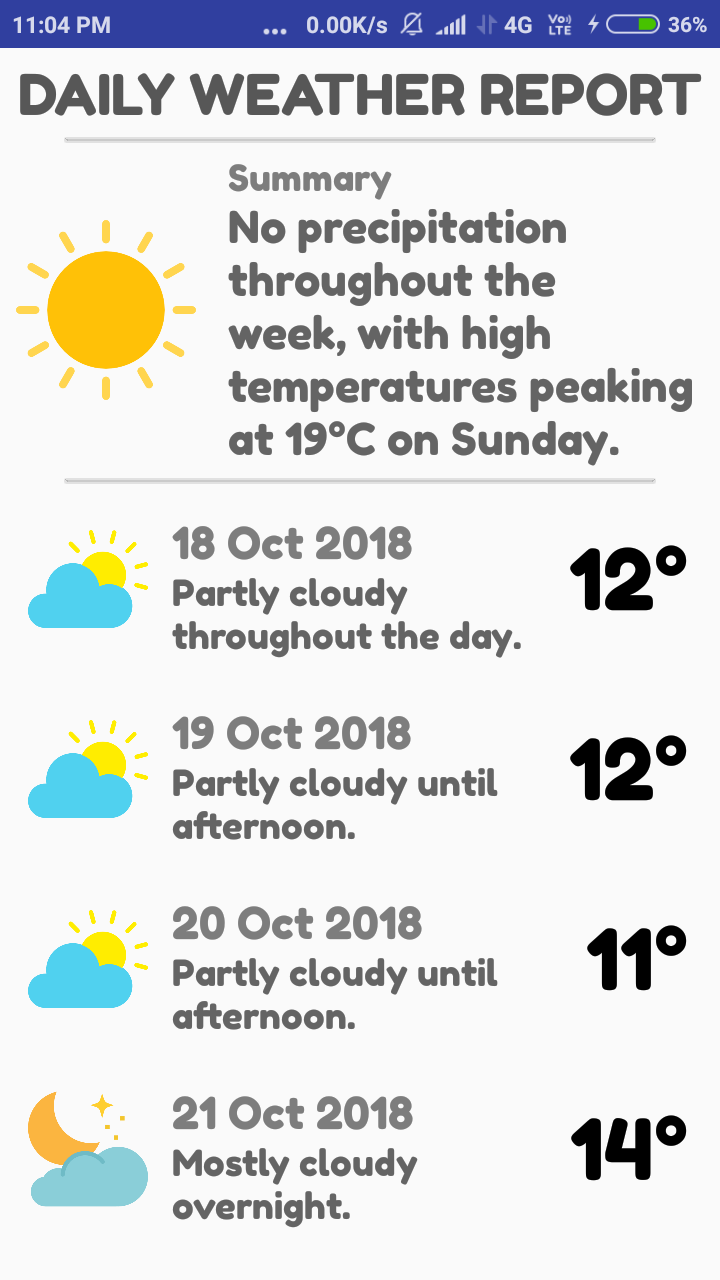 11:04 PM ... 0.00K/s 4G Vo)) LTE 36%
DAILY WEATHER REPORT
Summary
No precipitation
throughout the
week, with high
temperatures peaking
at 19°C on Sunday.
18 Oct 2018
Partly cloudy
throughout the day.
12°
19 Oct 2018
Partly cloudy until
afternoon.
12°
20 Oct 2018
Partly cloudy until
afternoon.
11°
21 Oct 2018
Mostly cloudy
overnight.
14°